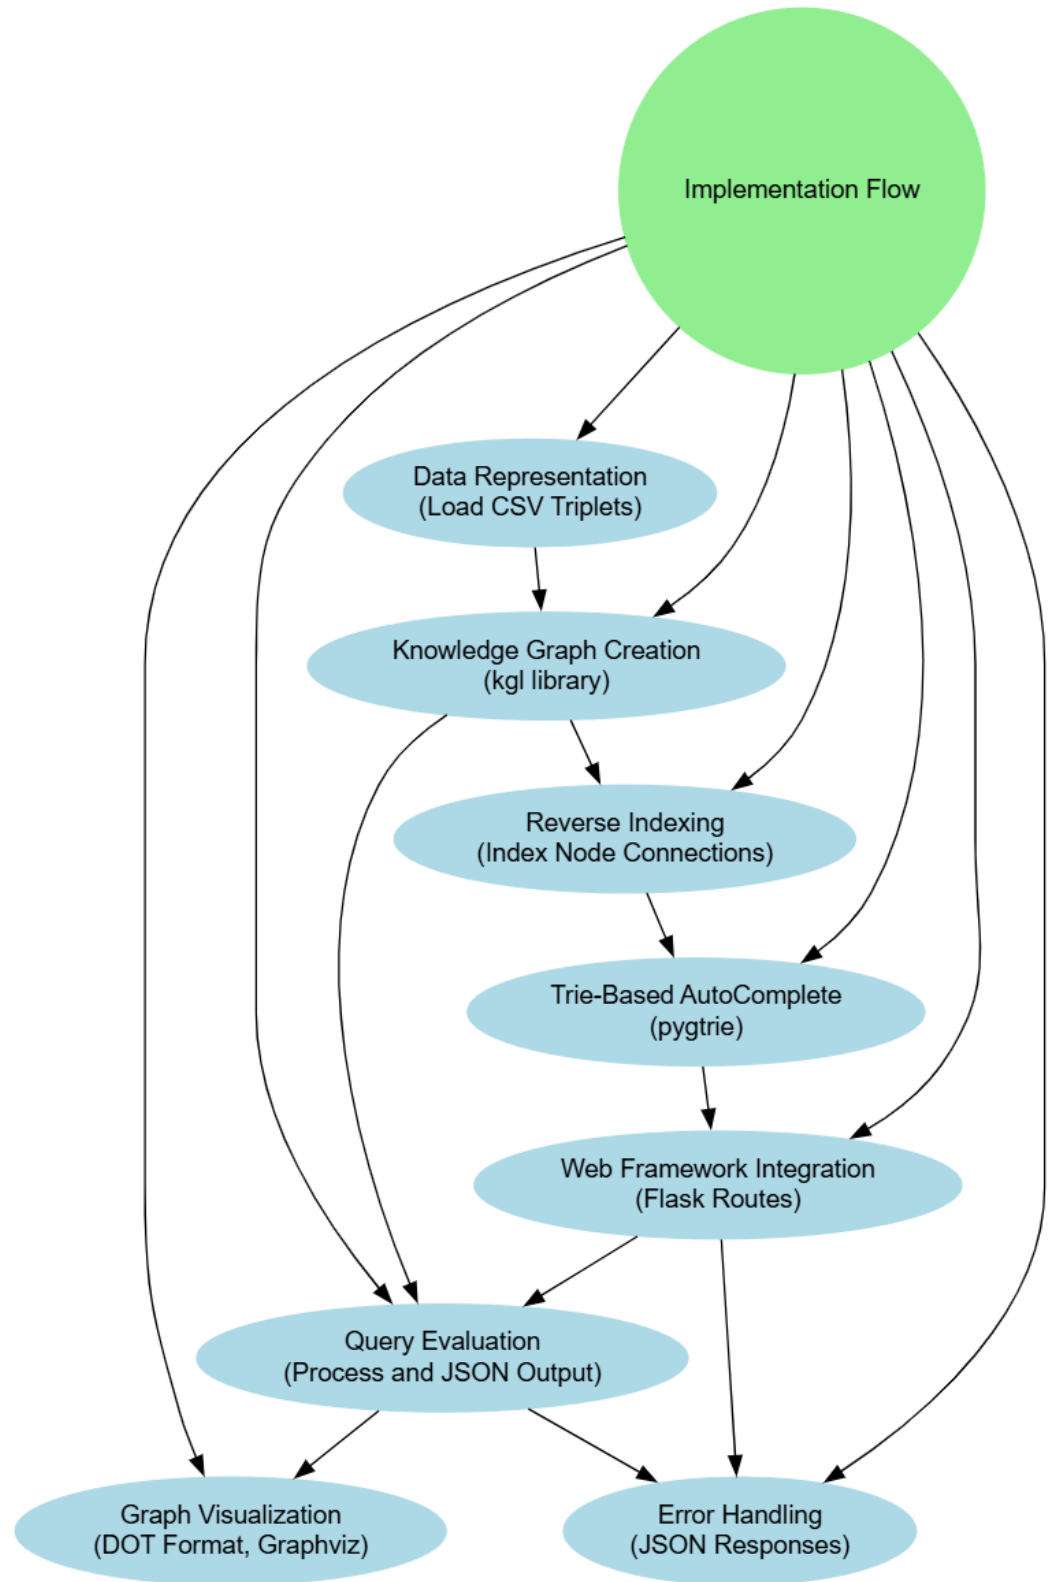 Implementation Flow
Data Representation
(Load CSV Triplets)
Knowledge Graph Creation
(kgl library)
Reverse Indexing
(Index Node Connections)
Trie-Based AutoComplete
(pygtrie)
Web Framework Integration
(Flask Routes)
Query Evaluation
(Process and JSON Output)
Graph Visualization
(DOT Format, Graphviz)
Error Handling
(JSON Responses)